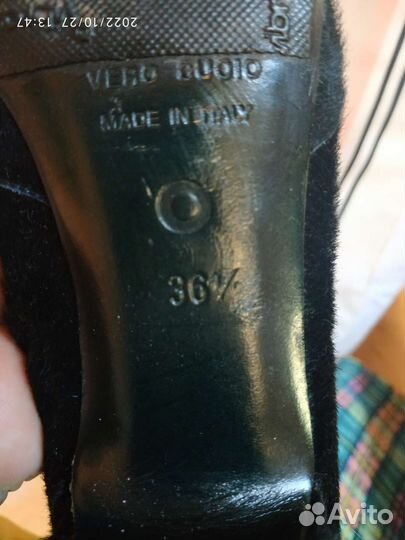 2022/10/27 13:47
VERO CUOIO
MADE IN ITALY
36½
Avito